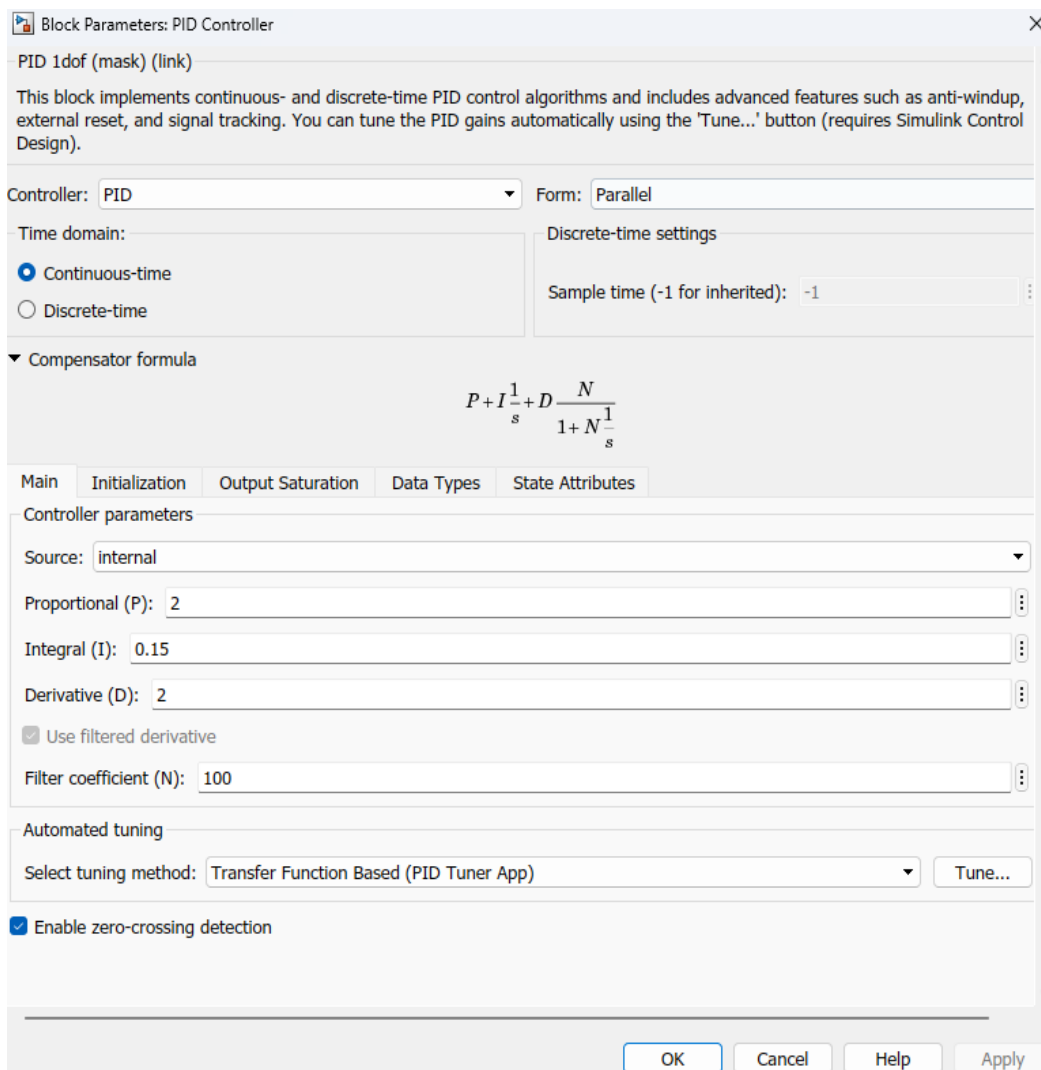 Block Parameters: PID Controller
PID 1dof (mask) (link)
This block implements continuous- and discrete-time PID control algorithms and includes advanced features such as anti-windup,
external reset, and signal tracking. You can tune the PID gains automatically using the 'Tune...' button (requires Simulink Control
Design).
Controller: PID Form: Parallel
Time domain: Discrete-time settings
Continuous-time
Sample time (-1 for inherited): -1
Discrete-time
Compensator formula
P + I 1/s + D N/(1 + N 1/s)
Main Initialization Output Saturation Data Types State Attributes
Controller parameters
Source: internal
Proportional (P): 2
Integral (I): 0.15
Derivative (D): 2
Use filtered derivative
Filter coefficient (N): 100
Automated tuning
Select tuning method: Transfer Function Based (PID Tuner App) Tune...
Enable zero-crossing detection
OK Cancel Help Apply